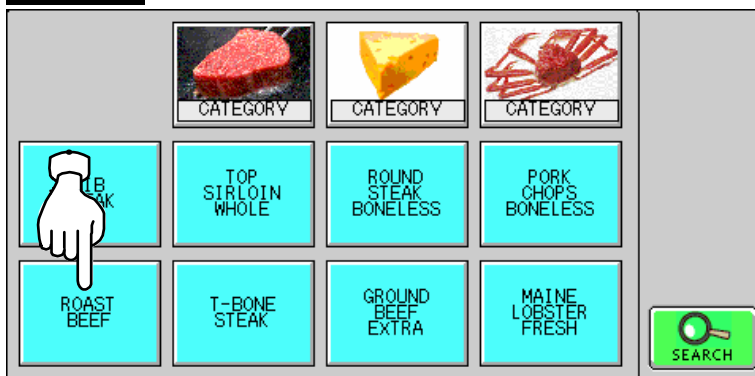 CATEGORY
CATEGORY
CATEGORY
TOP
SIRLOIN
WHOLE
ROUND
STEAK
BONELESS
PORK
CHOPS
BONELESS
ROAST
BEEF
T-BONE
STEAK
GROUND
BEEF
EXTRA
MAINE
LOBSTER
FRESH
SEARCH